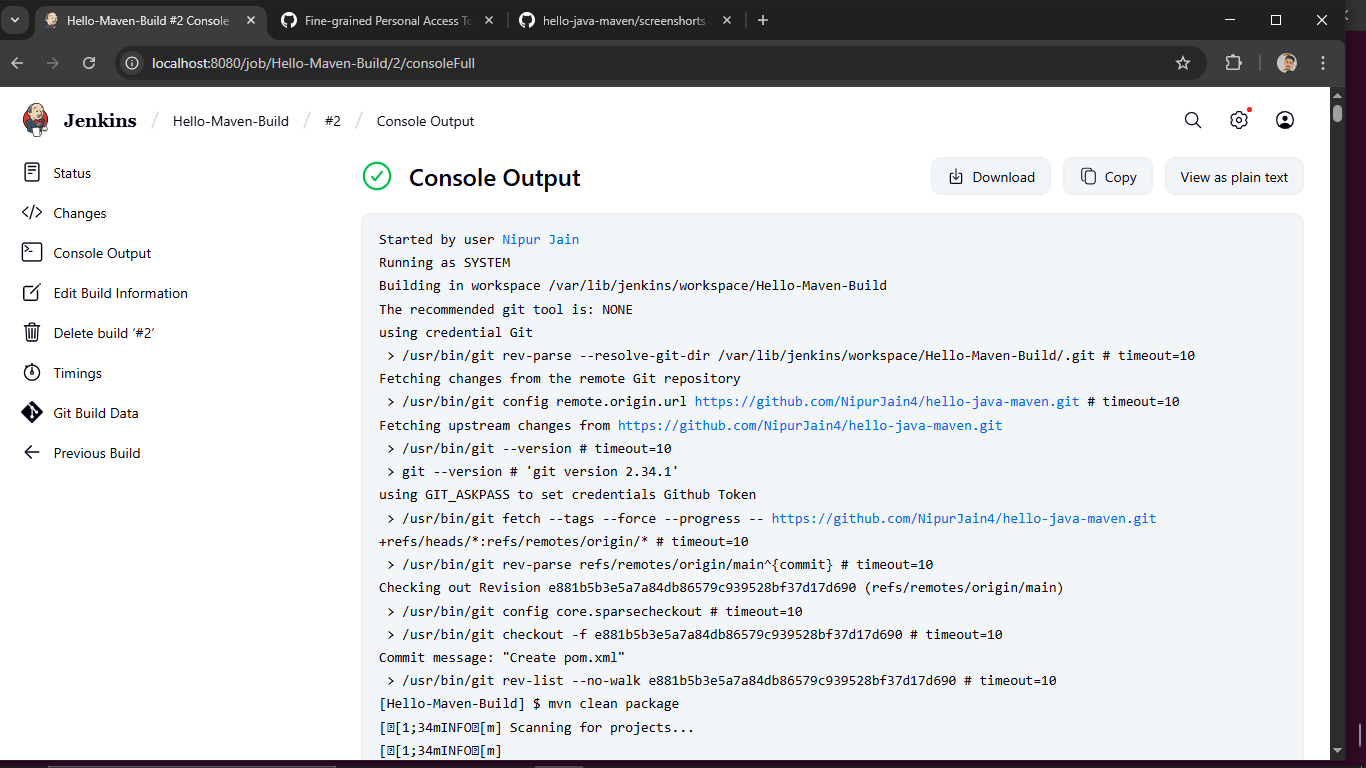 Hello-Maven-Build #2 Console
Fine-grained Personal Access To
hello-java-maven/screenshorts
localhost:8080/job/Hello-Maven-Build/2/consoleFull
Jenkins / Hello-Maven-Build / #2 / Console Output
Status
Changes
Console Output
Edit Build Information
Delete build ‘#2’
Timings
Git Build Data
Previous Build
Console Output
Download
Copy
View as plain text
Started by user Nipur Jain
Running as SYSTEM
Building in workspace /var/lib/jenkins/workspace/Hello-Maven-Build
The recommended git tool is: NONE
using credential Git
> /usr/bin/git rev-parse --resolve-git-dir /var/lib/jenkins/workspace/Hello-Maven-Build/.git # timeout=10
Fetching changes from the remote Git repository
> /usr/bin/git config remote.origin.url https://github.com/NipurJain4/hello-java-maven.git # timeout=10
Fetching upstream changes from https://github.com/NipurJain4/hello-java-maven.git
> /usr/bin/git --version # timeout=10
> git --version # 'git version 2.34.1'
using GIT_ASKPASS to set credentials Github Token
> /usr/bin/git fetch --tags --force --progress -- https://github.com/NipurJain4/hello-java-maven.git
+refs/heads/*:refs/remotes/origin/* # timeout=10
> /usr/bin/git rev-parse refs/remotes/origin/main^{commit} # timeout=10
Checking out Revision e881b5b3e5a7a84db86579c939528bf37d17d690 (refs/remotes/origin/main)
> /usr/bin/git config core.sparsecheckout # timeout=10
> /usr/bin/git checkout -f e881b5b3e5a7a84db86579c939528bf37d17d690 # timeout=10
Commit message: "Create pom.xml"
> /usr/bin/git rev-list --no-walk e881b5b3e5a7a84db86579c939528bf37d17d690 # timeout=10
[Hello-Maven-Build] $ mvn clean package
[␛[1;34mINFO␛[m] Scanning for projects...
[␛[1;34mINFO␛[m]